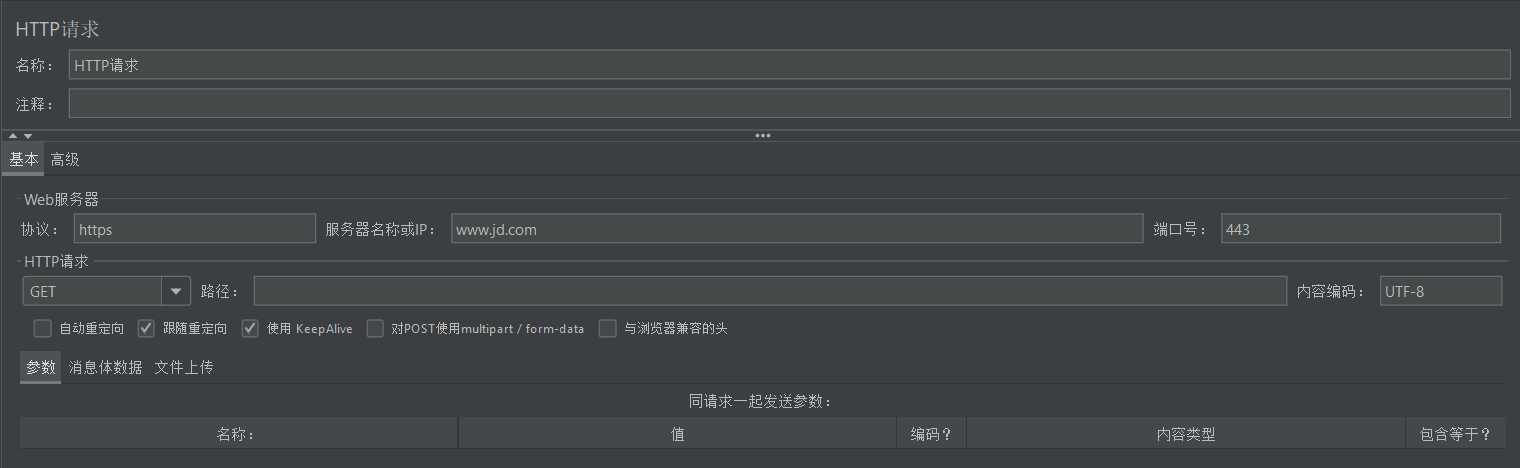 HTTP请求
名称： HTTP请求
注释：
基本 高级
Web服务器
协议： https 服务器名称或IP： www.jd.com 端口号： 443
HTTP请求
GET 路径： 内容编码： UTF-8
自动重定向 跟随重定向 使用 KeepAlive 对POST使用multipart / form-data 与浏览器兼容的头
参数 消息体数据 文件上传
同请求一起发送参数：
名称： 值 编码？ 内容类型 包含等于？